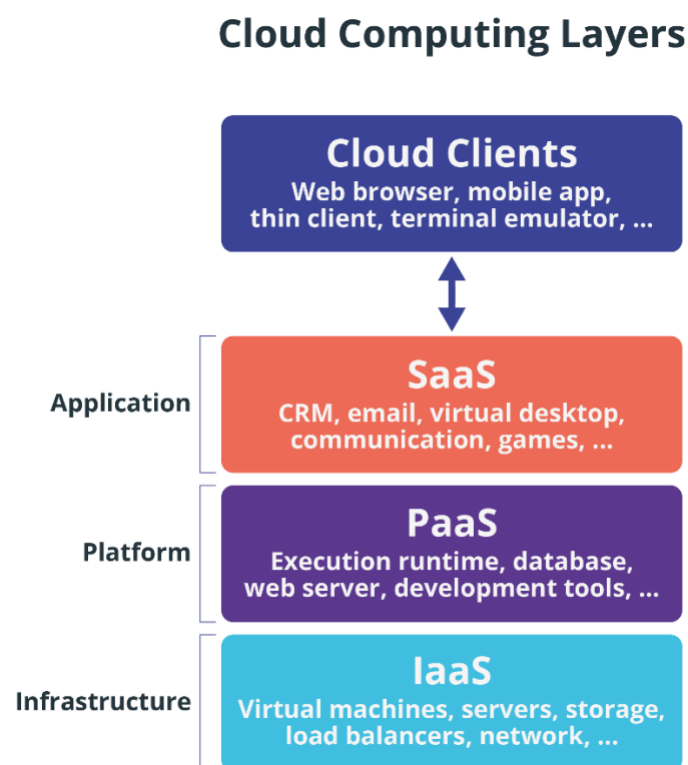 Cloud Computing Layers
Cloud Clients
Web browser, mobile app,
thin client, terminal emulator, ...
Application
SaaS
CRM, email, virtual desktop,
communication, games, ...
Platform
PaaS
Execution runtime, database,
web server, development tools, ...
Infrastructure
IaaS
Virtual machines, servers, storage,
load balancers, network, ...